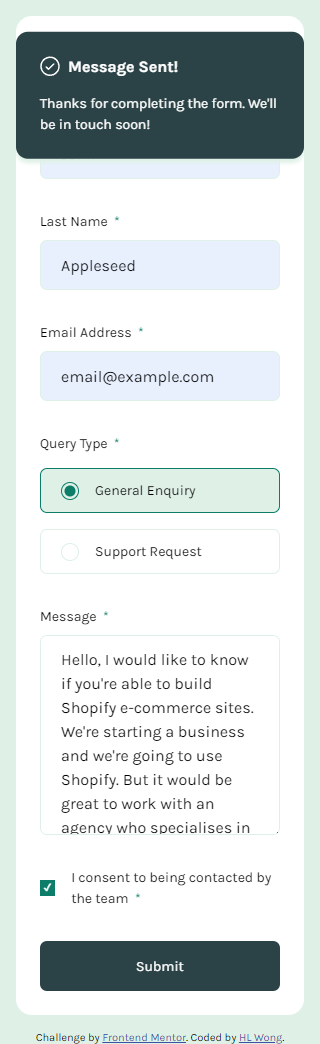 Message Sent!
Thanks for completing the form. We'll
be in touch soon!
Last Name *
Appleseed
Email Address *
email@example.com
Query Type *
General Enquiry
Support Request
Message *
Hello, I would like to know
if you're able to build
Shopify e-commerce sites.
We're starting a business
and we're going to use
Shopify. But it would be
great to work with an
agency who specialises in
I consent to being contacted by
the team *
Submit
Challenge by Frontend Mentor. Coded by HL Wong.